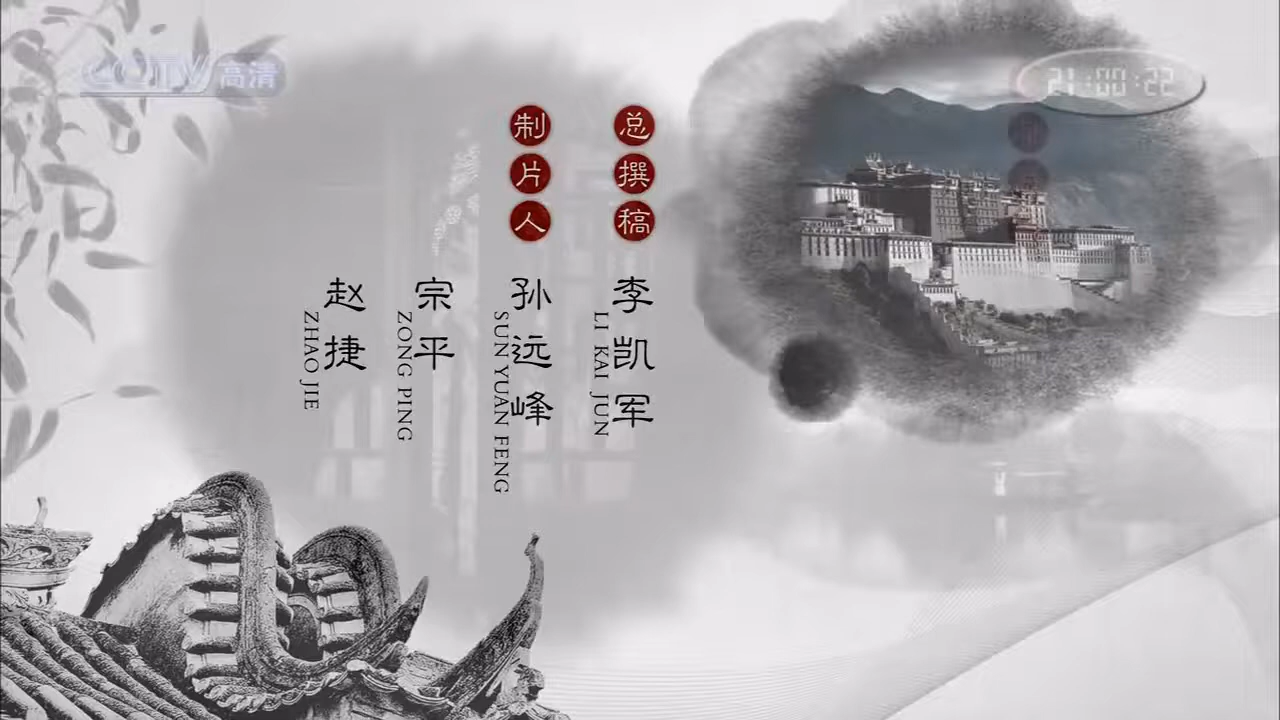 CCTV高清
21:00:22
总撰稿
李凯军
LI KAI JUN
制片人
孙远峰
SUN YUAN FENG
宗平
ZONG PING
赵捷
ZHAO JIE